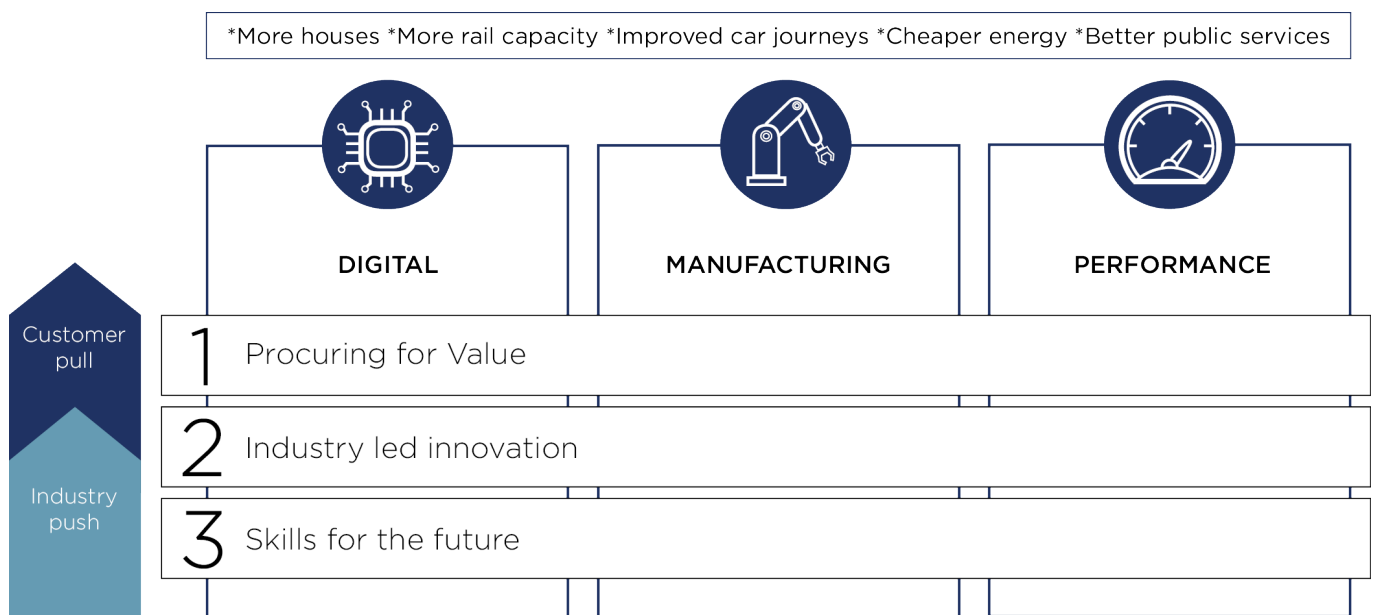 *More houses *More rail capacity *Improved car journeys *Cheaper energy *Better public services
DIGITAL
MANUFACTURING
PERFORMANCE
Customer
pull
1 Procuring for Value
2 Industry led innovation
Industry
push
3 Skills for the future